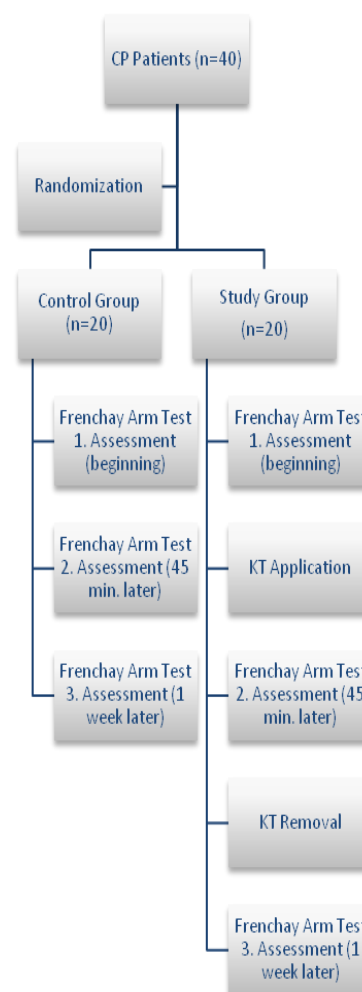 CP Patients (n=40)
Randomization
Control Group
(n=20)
Study Group
(n=20)
Frenchay Arm Test
1. Assessment
(beginning)
Frenchay Arm Test
2. Assessment (45
min. later)
Frenchay Arm Test
3. Assessment (1
week later)
Frenchay Arm Test
1. Assessment
(beginning)
KT Application
Frenchay Arm Test
2. Assessment (45
min. later)
KT Removal
Frenchay Arm Test
3. Assessment (1
week later)